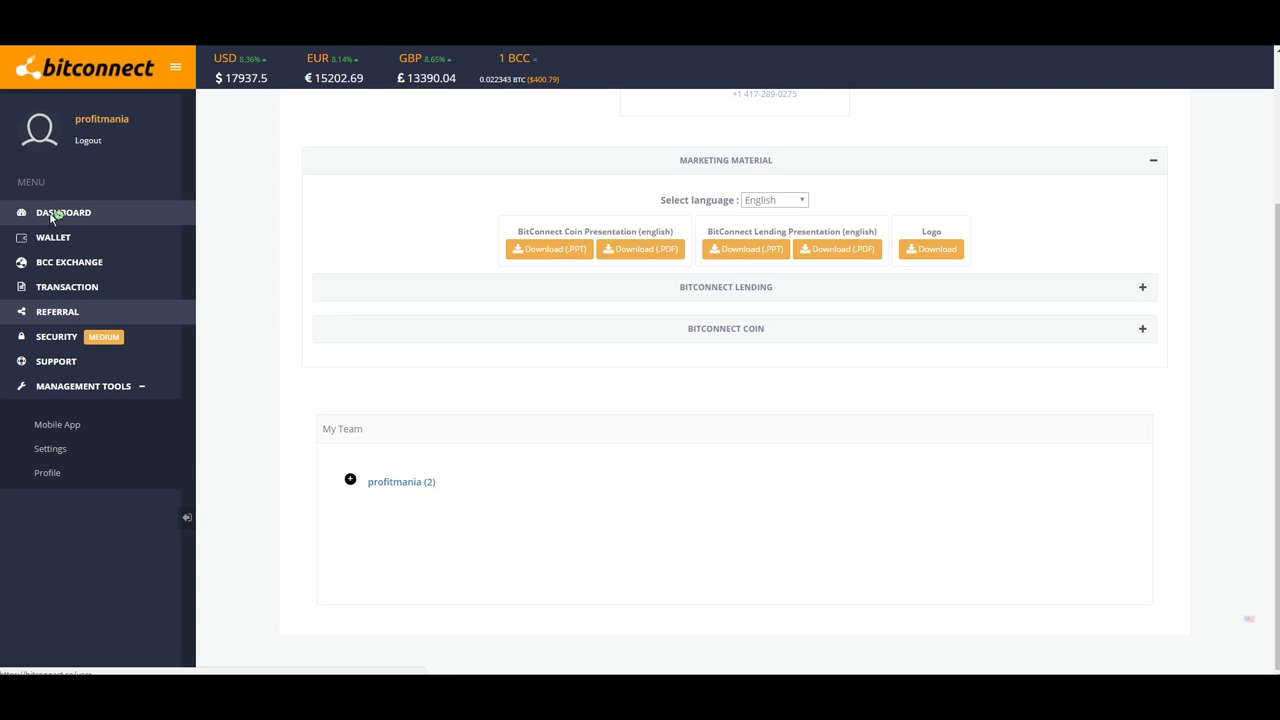 bitconnect
USD 8.36% EUR 8.14% GBP 8.65% 1 BCC =
$ 17937.5 € 15202.69 £ 13390.04 0.022343 BTC ($400.79)
profitmania
Logout
MENU
DASHBOARD
WALLET
BCC EXCHANGE
TRANSACTION
REFERRAL
SECURITY MEDIUM
SUPPORT
MANAGEMENT TOOLS
Mobile App
Settings
Profile
+1 417-289-0275
MARKETING MATERIAL
Select language : English
BitConnect Coin Presentation (english) BitConnect Lending Presentation (english) Logo
Download (.PPT) Download (.PDF) Download (.PPT) Download (.PDF) Download
BITCONNECT LENDING
BITCONNECT COIN
My Team
profitmania (2)